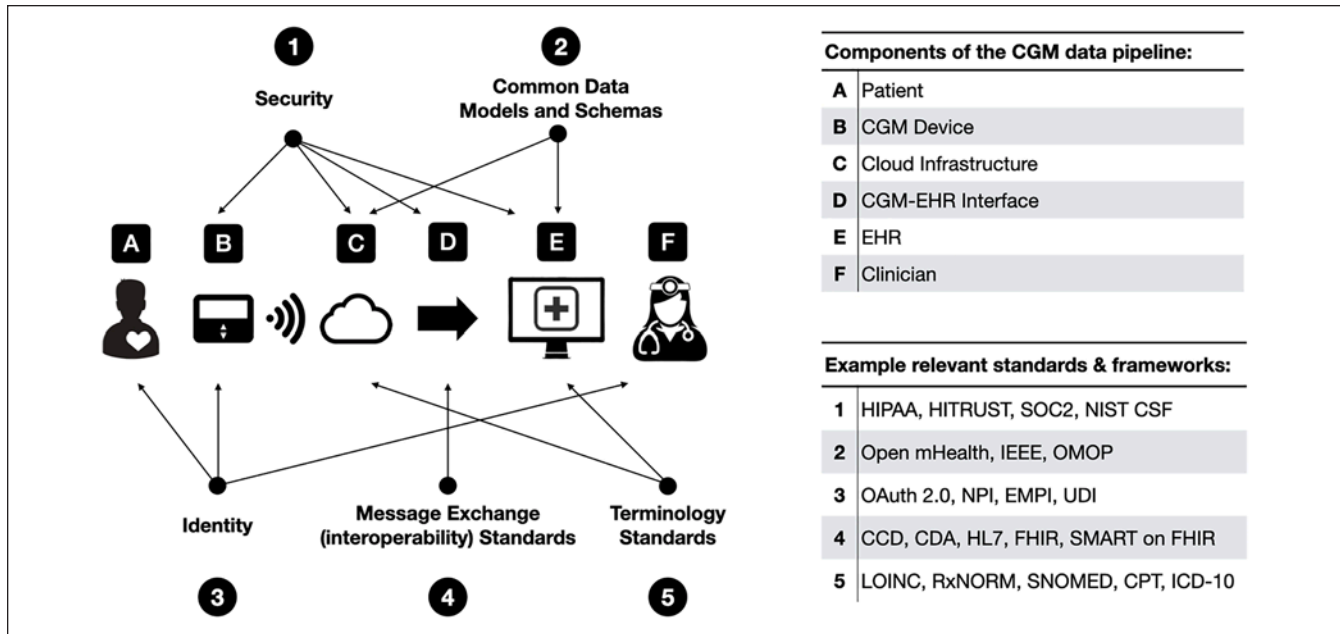 1
Security
2
Common Data
Models and Schemas
A
B
C
D
E
F
Identity
3
Message Exchange
(interoperability) Standards
4
Terminology
Standards
5
Components of the CGM data pipeline:
A Patient
B CGM Device
C Cloud Infrastructure
D CGM-EHR Interface
E EHR
F Clinician
Example relevant standards & frameworks:
1 HIPAA, HITRUST, SOC2, NIST CSF
2 Open mHealth, IEEE, OMOP
3 OAuth 2.0, NPI, EMPI, UDI
4 CCD, CDA, HL7, FHIR, SMART on FHIR
5 LOINC, RxNORM, SNOMED, CPT, ICD-10